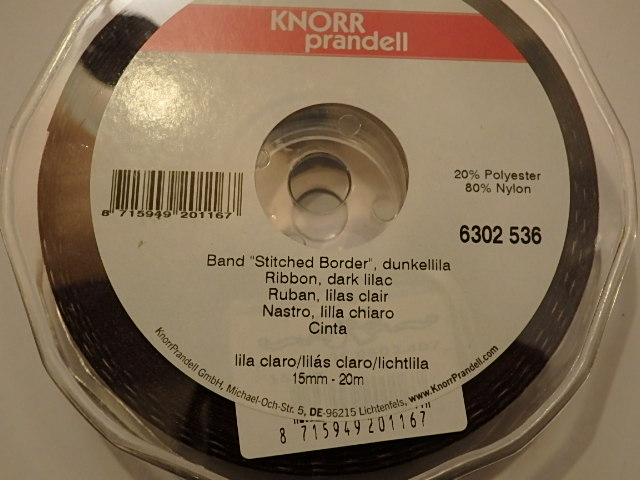 KNORR
prandell
8 715949 201167
20% Polyester
80% Nylon
6302 536
Band "Stitched Border", dunkellila
Ribbon, dark lilac
Ruban, lilas clair
Nastro, lilla chiaro
Cinta
lila claro/lilás claro/lichtlila
15mm - 20m
KnorrPrandell GmbH, Michael-Och-Str. 5, DE-96215 Lichtenfels, www.KnorrPrandell.com
8 715949 201167